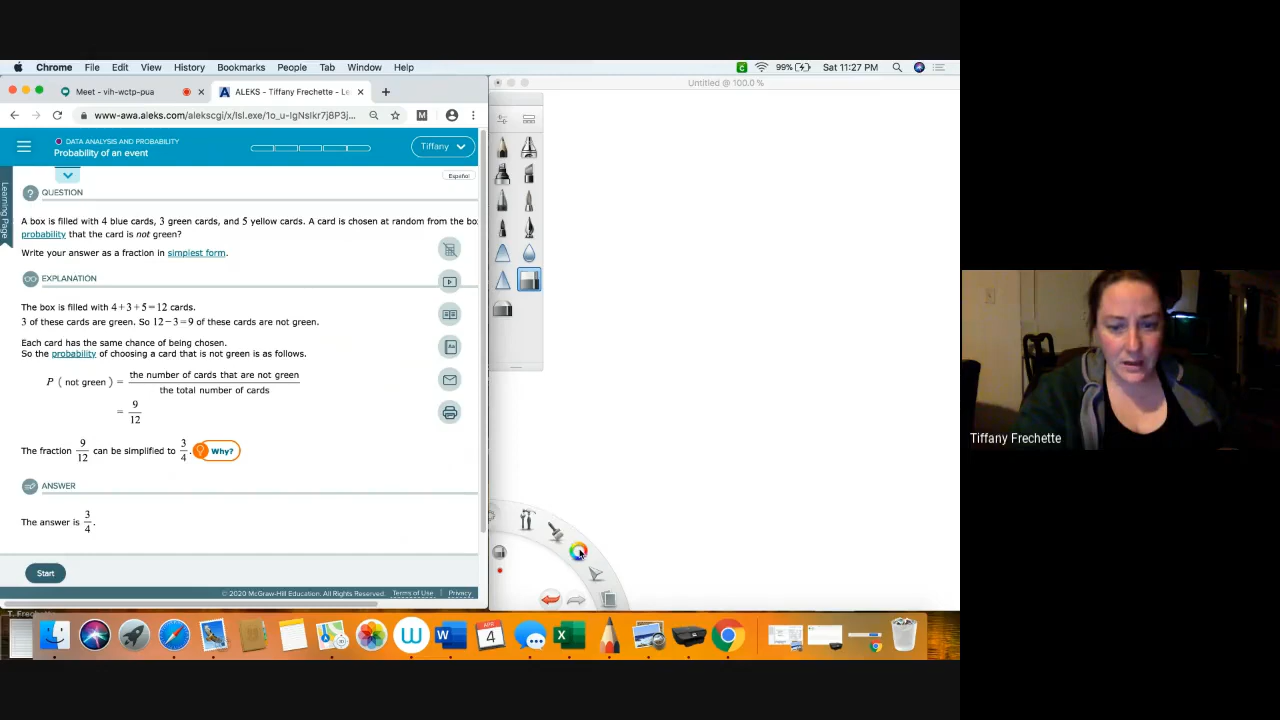 Chrome File Edit View History Bookmarks People Tab Window Help
99% Sat 11:27 PM
Meet - vih-wctp-pua
ALEKS - Tiffany Frechette - Le
Untitled @ 100.0 %
www-awa.aleks.com/alekscgi/x/Isl.exe/1o_u-IgNsIkr7j8P3j...
DATA ANALYSIS AND PROBABILITY
Probability of an event
Tiffany
Español
Learning Page
QUESTION
A box is filled with 4 blue cards, 3 green cards, and 5 yellow cards. A card is chosen at random from the bo
probability that the card is not green?
Write your answer as a fraction in simplest form.
EXPLANATION
The box is filled with 4+3+5=12 cards.
3 of these cards are green. So 12−3=9 of these cards are not green.
Each card has the same chance of being chosen.
So the probability of choosing a card that is not green is as follows.
P ( not green ) = the number of cards that are not green
the total number of cards
= 9
12
The fraction 9/12 can be simplified to 3/4. Why?
ANSWER
The answer is 3/4.
Start
© 2020 McGraw-Hill Education. All Rights Reserved. Terms of Use | Privacy
T. Frechette
APR
4
Tiffany Frechette